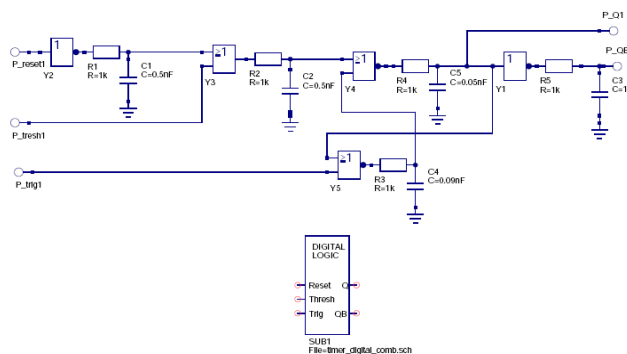 P_Q1
P_reset1
1
Y2
R1
R=1k
C1
C=0.5nF
≥1
Y3
R2
R=1k
C2
C=0.5nF
≥1
Y4
R4
R=1k
C5
C=0.05nF
1
Y1
R5
R=1k
P_QB
C3
C=1
P_tresh1
P_trig1
≥1
Y5
R3
R=1k
C4
C=0.09nF
DIGITAL
LOGIC
Reset Q
Thresh
Trig QB
SUB1
File=timer_digital_comb.sch